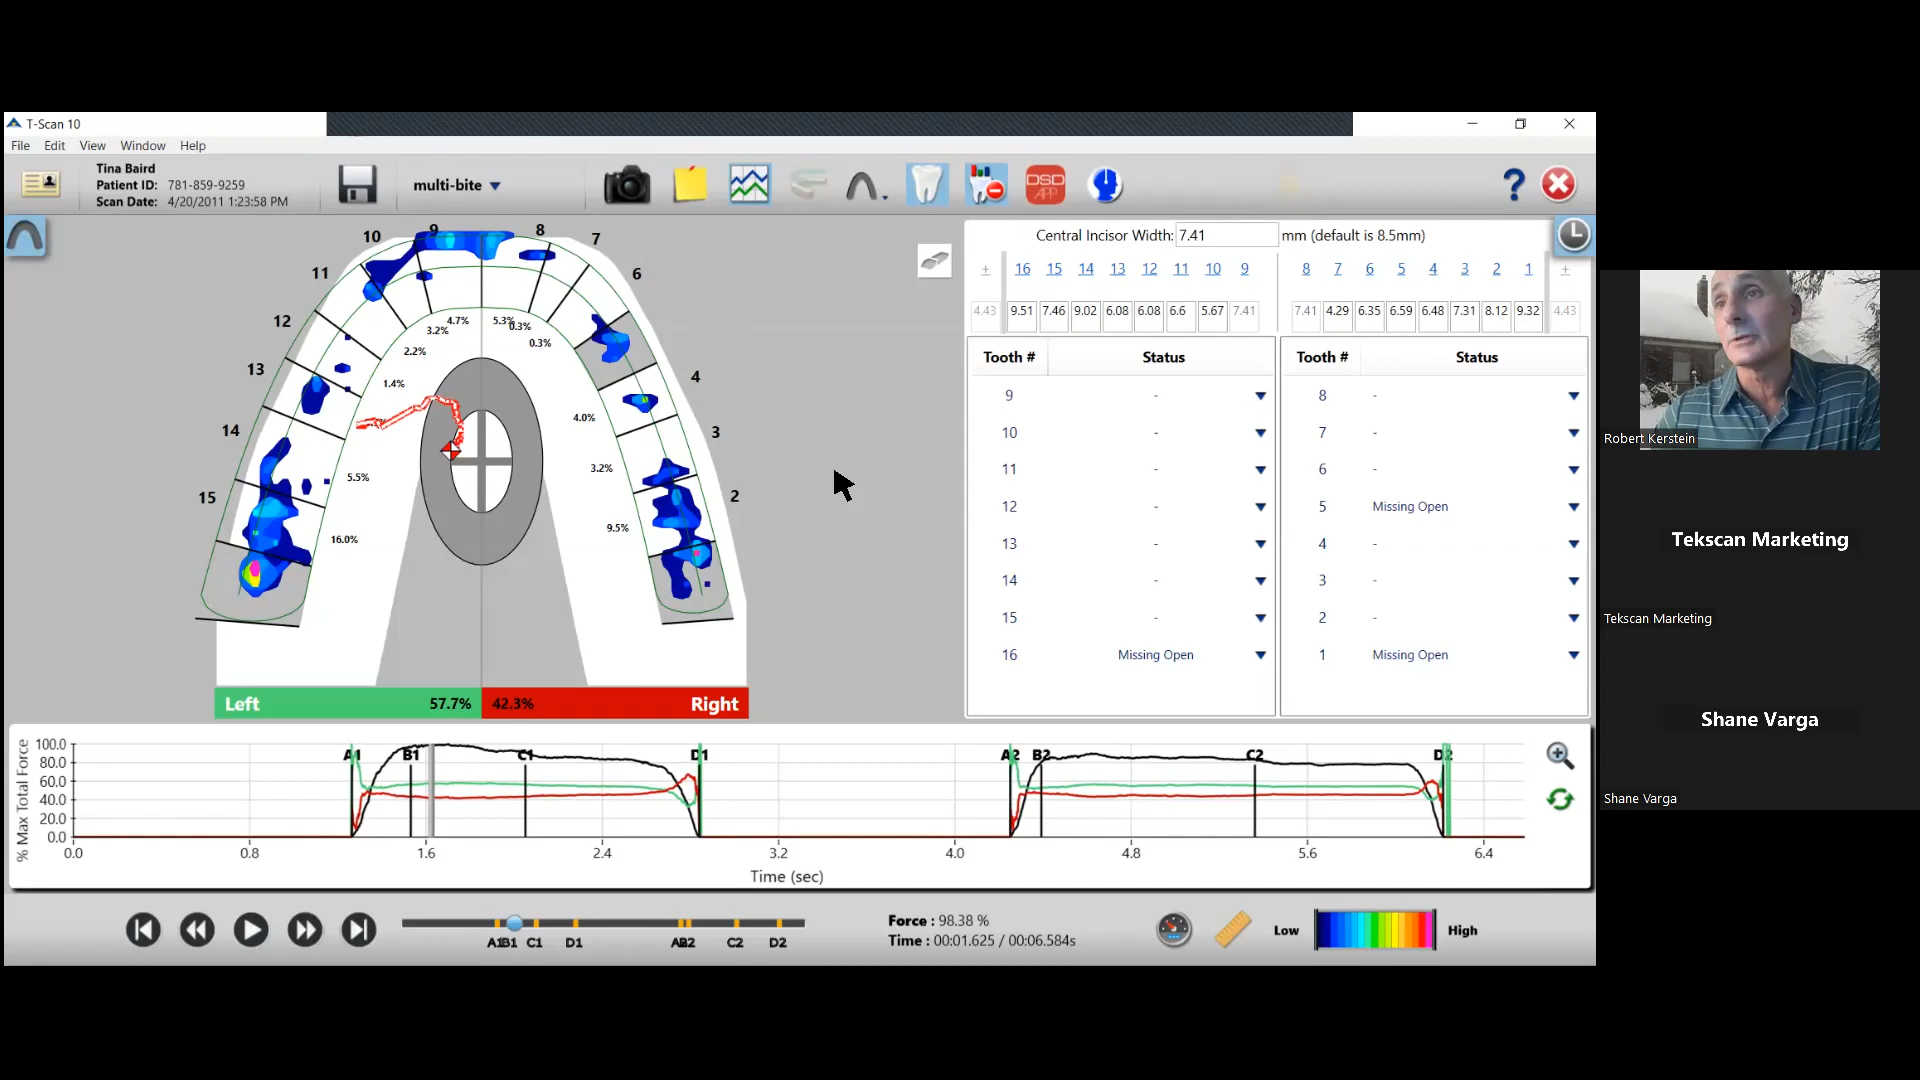 T-Scan 10
File Edit View Window Help
Tina Baird
Patient ID: 781-859-9259
Scan Date: 4/20/2011 1:23:58 PM
multi-bite
DSD
APP
?
Central Incisor Width: 7.41 mm (default is 8.5mm)
+ 16 15 14 13 12 11 10 9 8 7 6 5 4 3 2 1 +
4.43 9.51 7.46 9.02 6.08 6.08 6.6 5.67 7.41 7.41 4.29 6.35 6.59 6.48 7.31 8.12 9.32 4.43
Tooth # Status Tooth # Status
9 - 8 -
10 - 7 -
11 - 6 -
12 - 5 Missing Open
13 - 4 -
14 - 3 -
15 - 2 -
16 Missing Open 1 Missing Open
9 8
10 7
11 6
12
13 4
14 3
15 2
4.7% 5.3% 0.3%
3.2%
2.2% 0.3%
1.4%
4.0%
5.5% 3.2%
9.5%
16.0%
Left 57.7% 42.3% Right
% Max Total Force
100.0
80.0
60.0
40.0
20.0
0.0
A1 B1 C1 D1 A2 B2 C2 D2
0.0 0.8 1.6 2.4 3.2 4.0 4.8 5.6 6.4
Time (sec)
A1B1 C1 D1 AB2 C2 D2
Force : 98.38 %
Time : 00:01.625 / 00:06.584s
Low High
Robert Kerstein
Tekscan Marketing
Tekscan Marketing
Shane Varga
Shane Varga